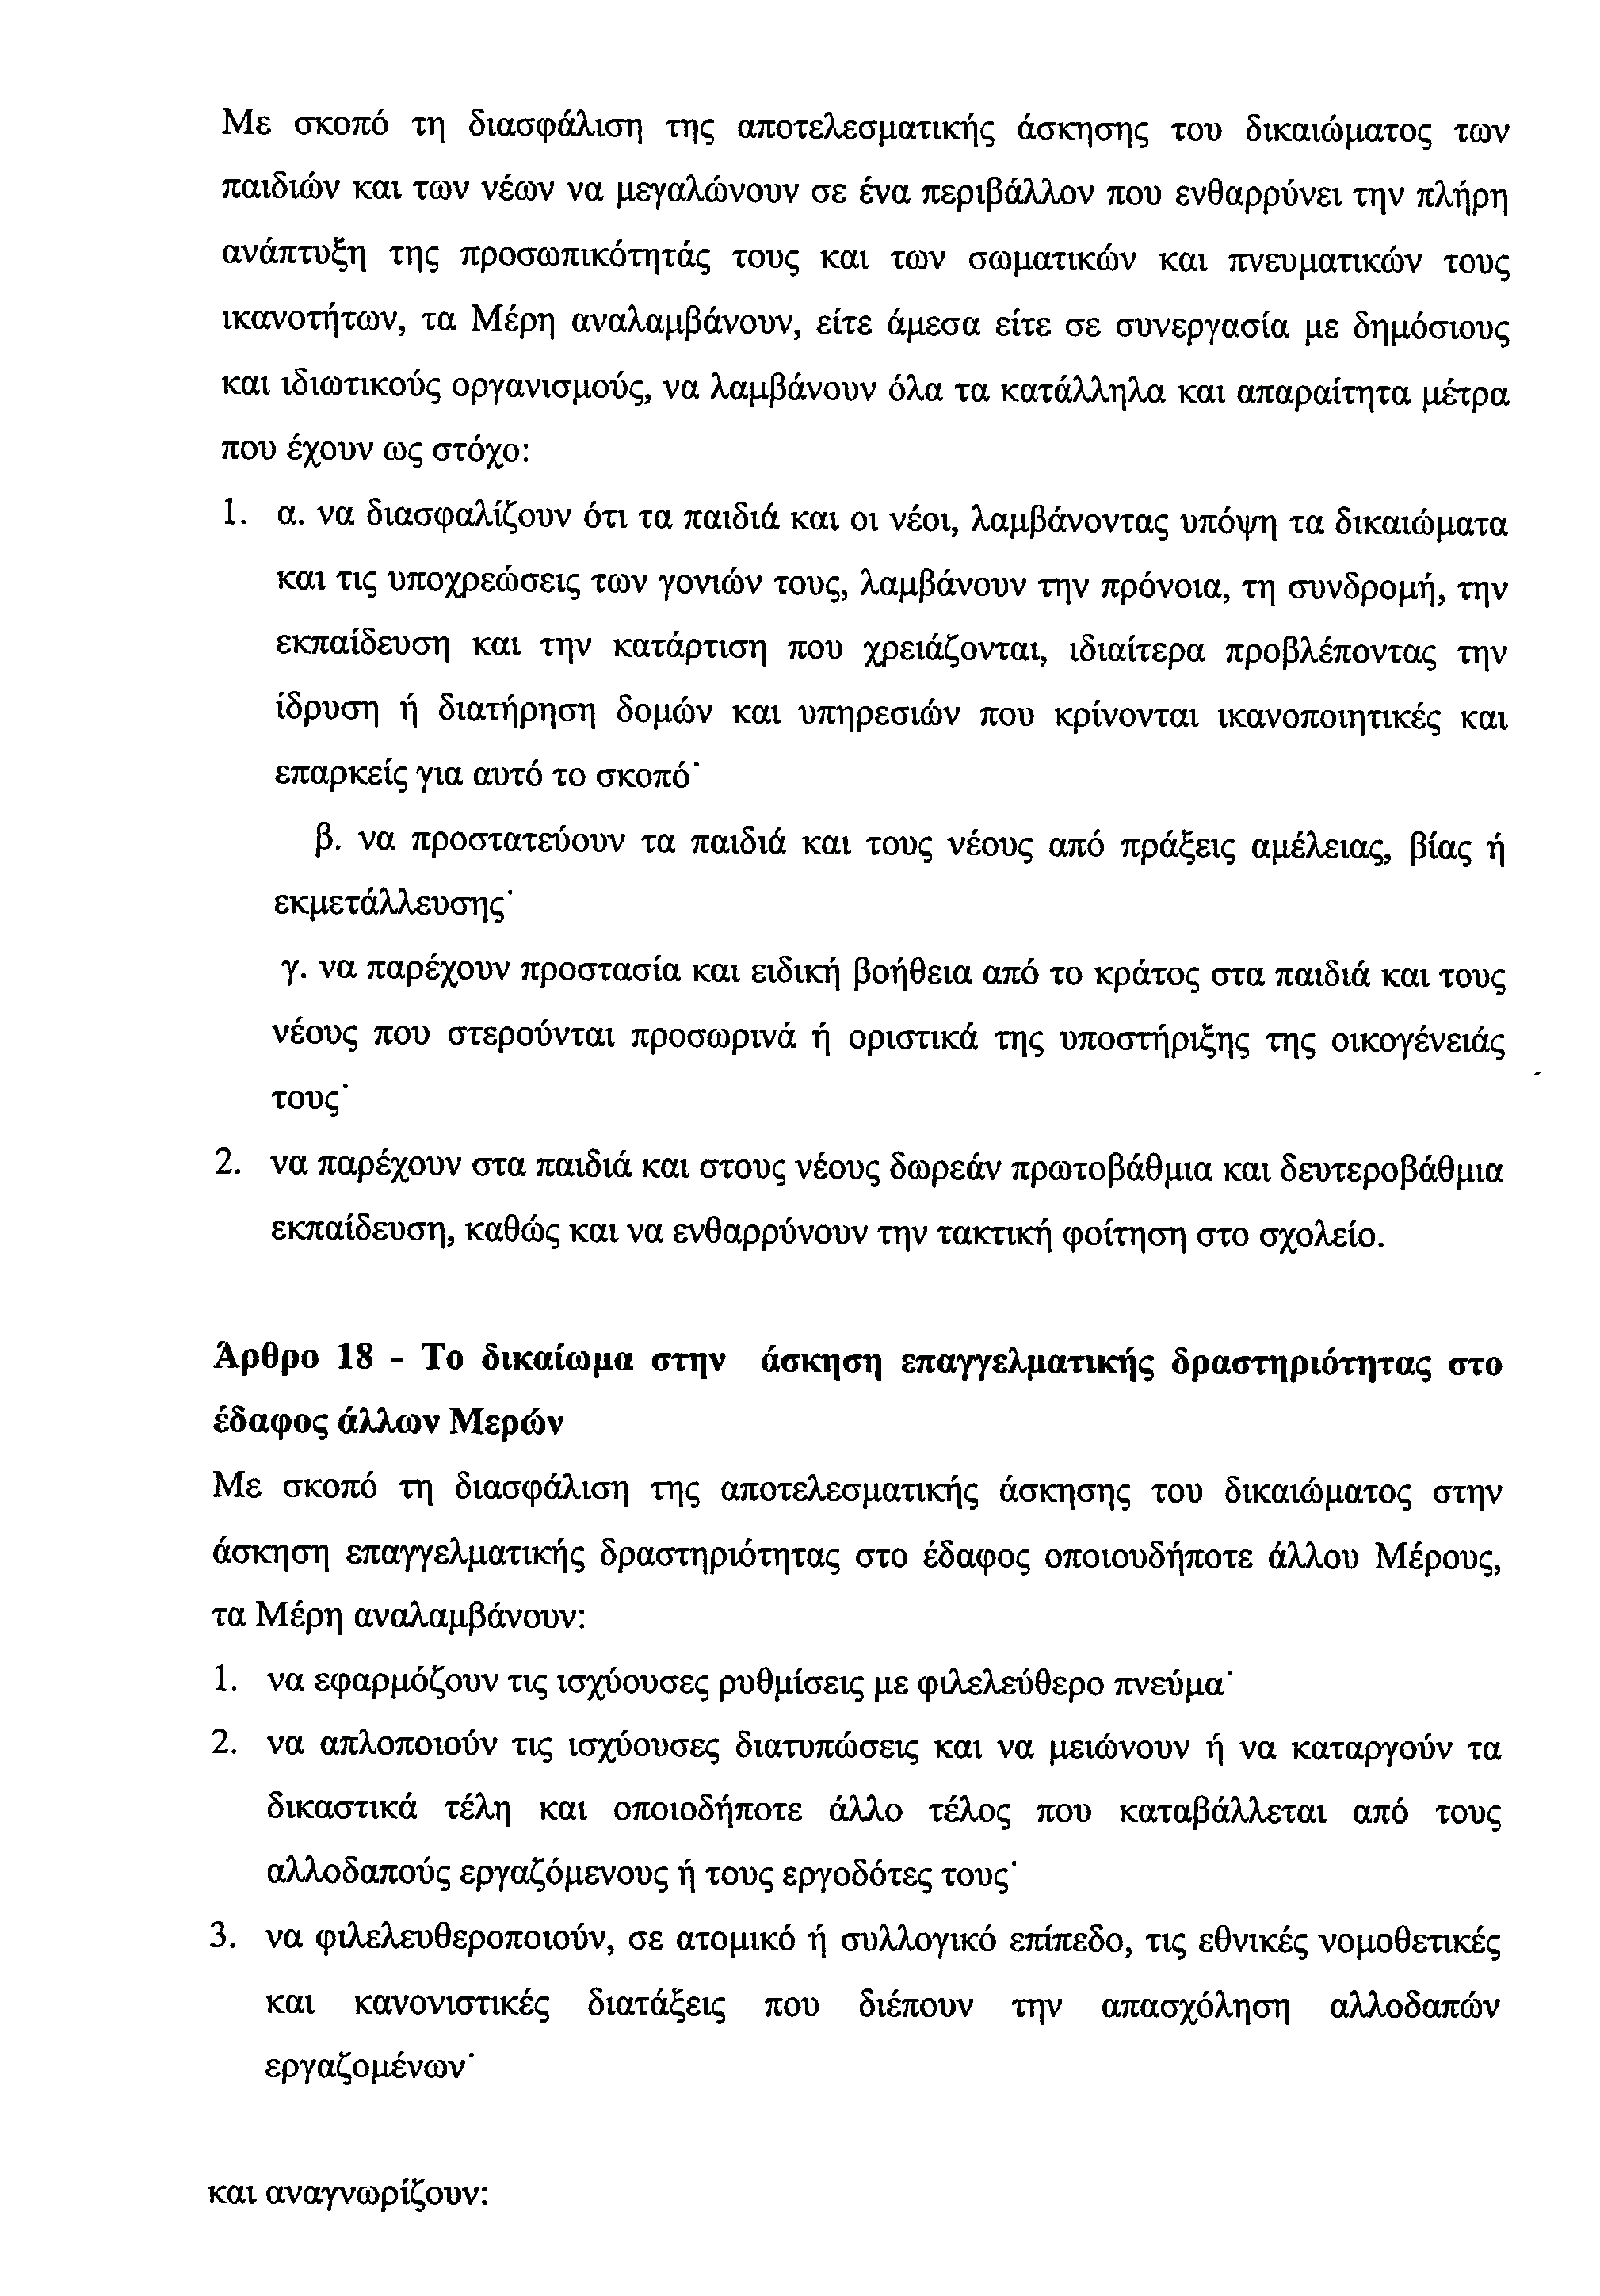 Με σκοπό τη διασφάλιση της αποτελεσματικής άσκησης του δικαιώματος των
παιδιών και των νέων να μεγαλώνουν σε ένα περιβάλλον που ενθαρρύνει την πλήρη
ανάπτυξη της προσωπικότητάς τους και των σωματικών και πνευματικών τους
ικανοτήτων, τα Μέρη αναλαμβάνουν, είτε άμεσα είτε σε συνεργασία με δημόσιους
και ιδιωτικούς οργανισμούς, να λαμβάνουν όλα τα κατάλληλα και απαραίτητα μέτρα
που έχουν ως στόχο:
1. α. να διασφαλίζουν ότι τα παιδιά και οι νέοι, λαμβάνοντας υπόψη τα δικαιώματα
και τις υποχρεώσεις των γονιών τους, λαμβάνουν την πρόνοια, τη συνδρομή, την
εκπαίδευση και την κατάρτιση που χρειάζονται, ιδιαίτερα προβλέποντας την
ίδρυση ή διατήρηση δομών και υπηρεσιών που κρίνονται ικανοποιητικές και
επαρκείς για αυτό το σκοπό˙
β. να προστατεύουν τα παιδιά και τους νέους από πράξεις αμέλειας, βίας ή
εκμετάλλευσης˙
γ. να παρέχουν προστασία και ειδική βοήθεια από το κράτος στα παιδιά και τους
νέους που στερούνται προσωρινά ή οριστικά της υποστήριξης της οικογένειάς
τους˙
2. να παρέχουν στα παιδιά και στους νέους δωρεάν πρωτοβάθμια και δευτεροβάθμια
εκπαίδευση, καθώς και να ενθαρρύνουν την τακτική φοίτηση στο σχολείο.
Άρθρο 18 - Το δικαίωμα στην άσκηση επαγγελματικής δραστηριότητας στο
έδαφος άλλων Μερών
Με σκοπό τη διασφάλιση της αποτελεσματικής άσκησης του δικαιώματος στην
άσκηση επαγγελματικής δραστηριότητας στο έδαφος οποιουδήποτε άλλου Μέρους,
τα Μέρη αναλαμβάνουν:
1. να εφαρμόζουν τις ισχύουσες ρυθμίσεις με φιλελεύθερο πνεύμα˙
2. να απλοποιούν τις ισχύουσες διατυπώσεις και να μειώνουν ή να καταργούν τα
δικαστικά τέλη και οποιοδήποτε άλλο τέλος που καταβάλλεται από τους
αλλοδαπούς εργαζόμενους ή τους εργοδότες τους˙
3. να φιλελευθεροποιούν, σε ατομικό ή συλλογικό επίπεδο, τις εθνικές νομοθετικές
και κανονιστικές διατάξεις που διέπουν την απασχόληση αλλοδαπών
εργαζομένων˙
και αναγνωρίζουν: